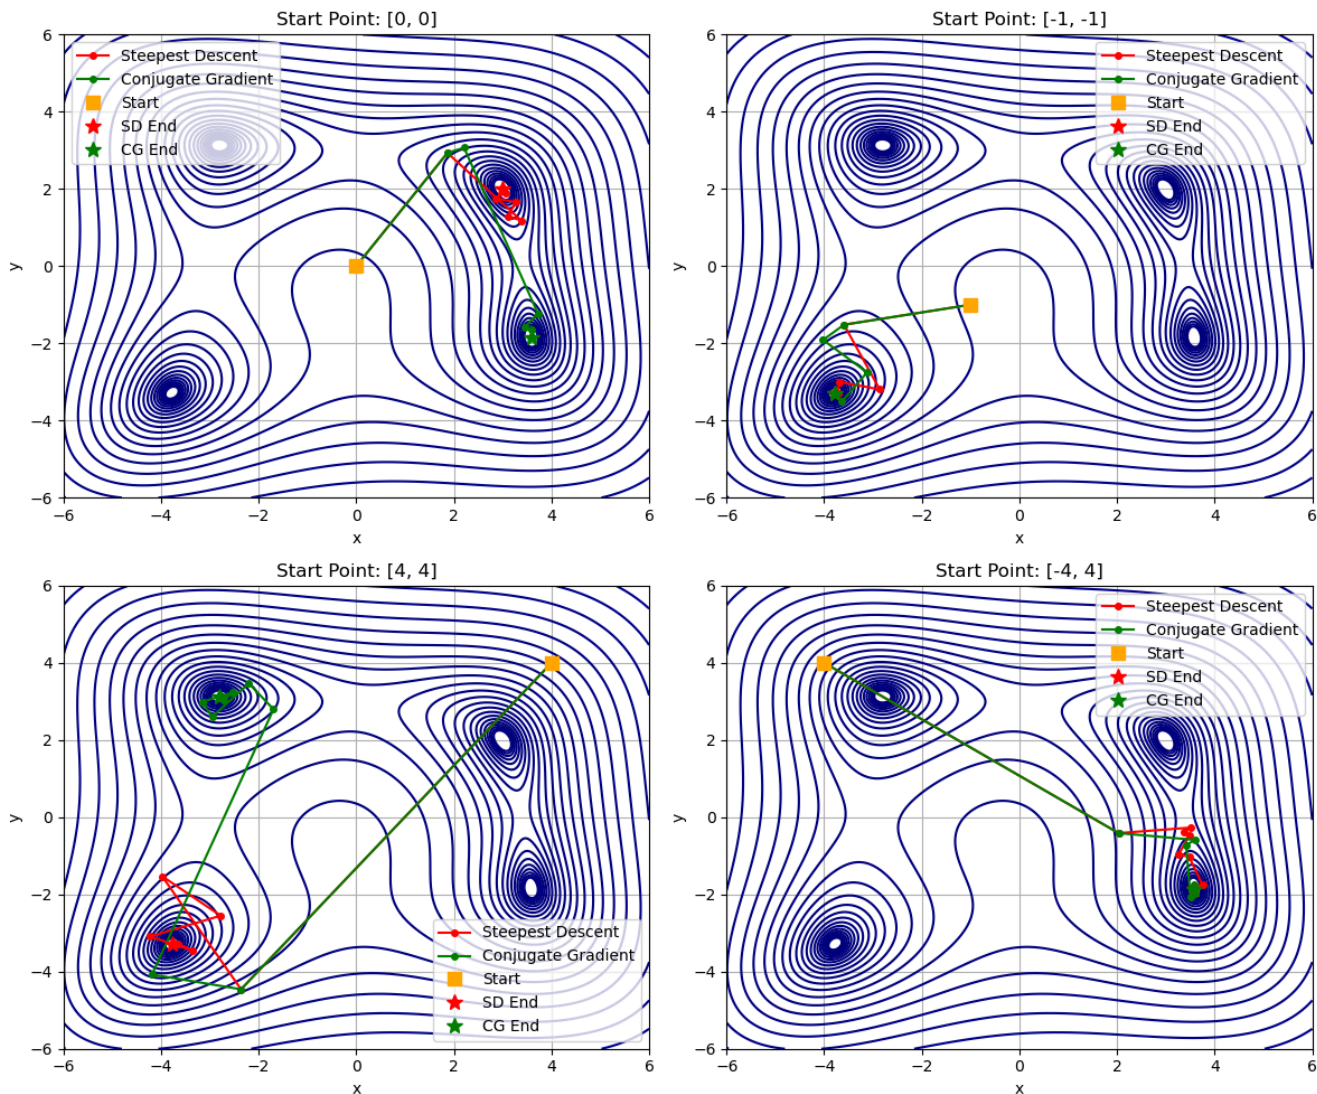 Start Point: [0, 0]
Steepest Descent
Conjugate Gradient
Start
SD End
CG End
6
4
2
0
−2
−4
−6
y
−6
−4
−2
0
2
4
6
x
Start Point: [-1, -1]
Steepest Descent
Conjugate Gradient
Start
SD End
CG End
6
4
2
0
−2
−4
−6
y
−6
−4
−2
0
2
4
6
x
Start Point: [4, 4]
6
4
2
0
−2
−4
−6
y
Steepest Descent
Conjugate Gradient
Start
SD End
CG End
−6
−4
−2
0
2
4
6
x
Start Point: [-4, 4]
Steepest Descent
Conjugate Gradient
Start
SD End
CG End
6
4
2
0
−2
−4
−6
y
−6
−4
−2
0
2
4
6
x